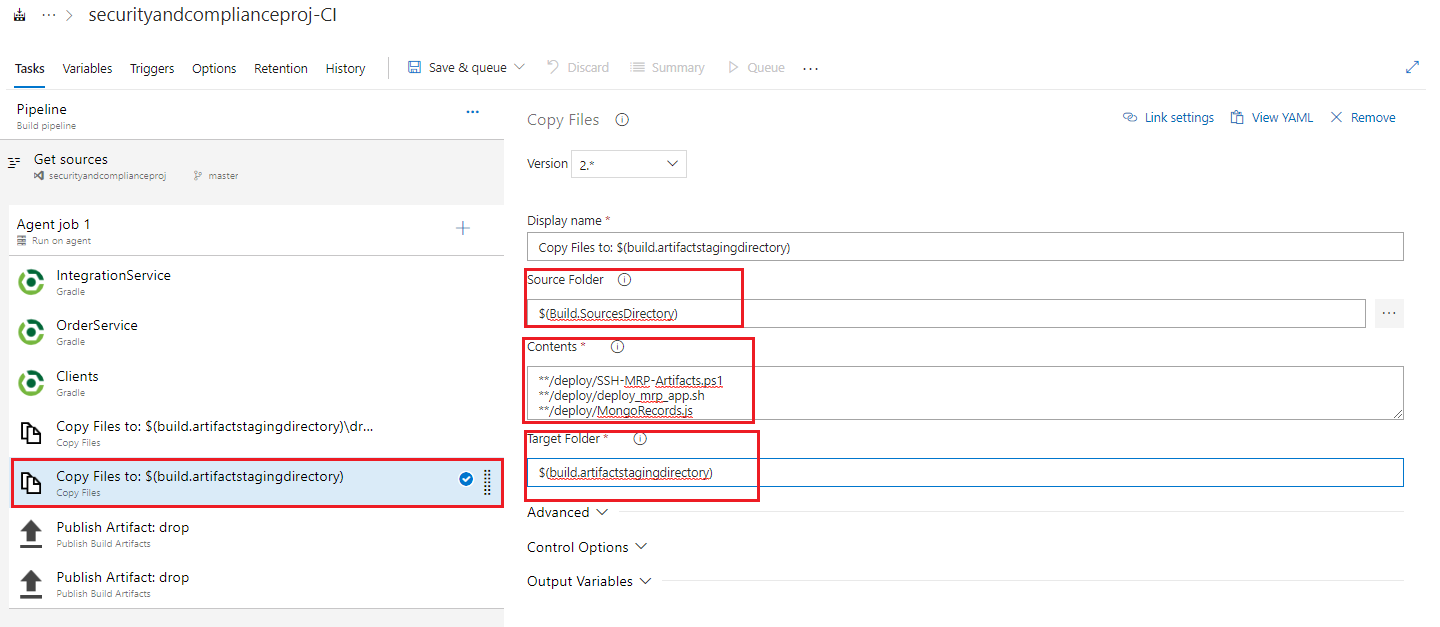 ··· > securityandcomplianceproj-CI
Tasks Variables Triggers Options Retention History Save & queue Discard Summary Queue ···
Pipeline ···
Build pipeline
Get sources
securityandcomplianceproj master
Agent job 1 +
Run on agent
IntegrationService
Gradle
OrderService
Gradle
Clients
Gradle
Copy Files to: $(build.artifactstagingdirectory)\dr...
Copy Files
Copy Files to: $(build.artifactstagingdirectory)
Copy Files
Publish Artifact: drop
Publish Build Artifacts
Publish Artifact: drop
Publish Build Artifacts
Copy Files
Link settings View YAML Remove
Version 2.*
Display name *
Copy Files to: $(build.artifactstagingdirectory)
Source Folder
$(Build.SourcesDirectory) ···
Contents *
**/deploy/SSH-MRP-Artifacts.ps1
**/deploy/deploy_mrp_app.sh
**/deploy/MongoRecords.js
Target Folder *
$(build.artifactstagingdirectory)
Advanced
Control Options
Output Variables